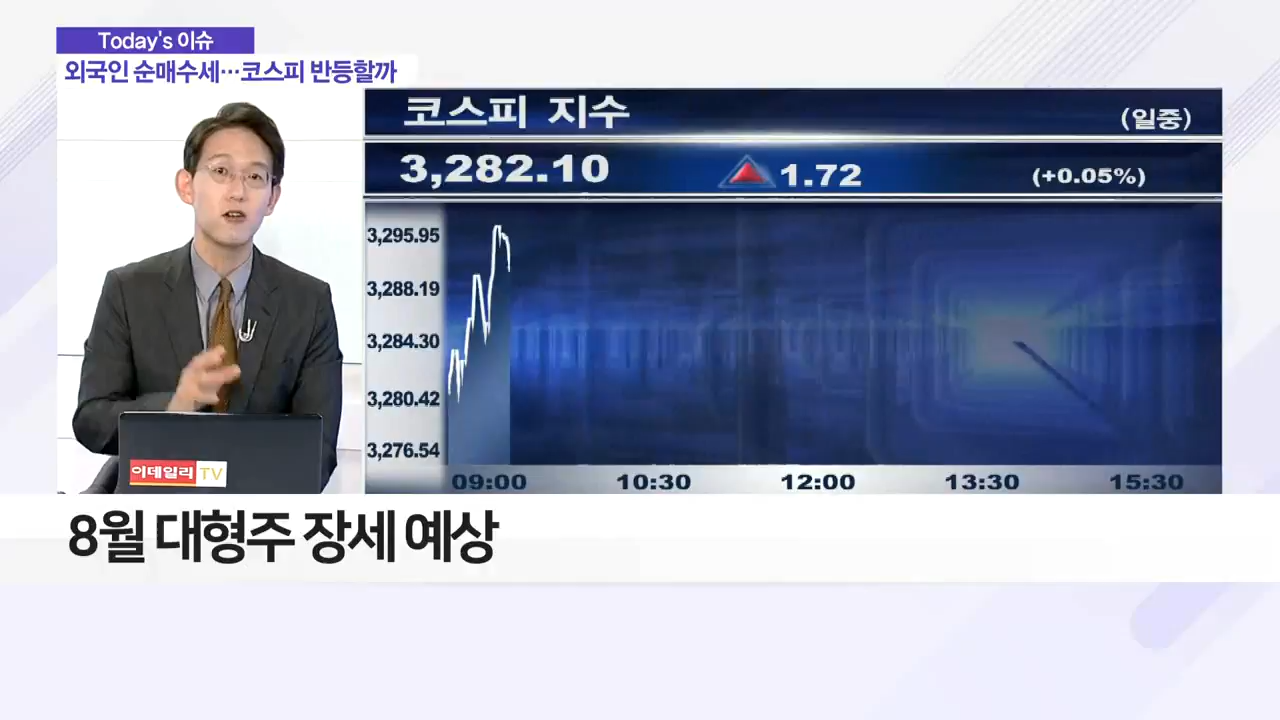 Today's 이슈
외국인 순매수세…코스피 반등할까
코스피 지수
(일중)
3,282.10
1.72
(+0.05%)
3,295.95
3,288.19
3,284.30
3,280.42
3,276.54
09:00 10:30 12:00 13:30 15:30
이데일리 TV
8월 대형주 장세 예상